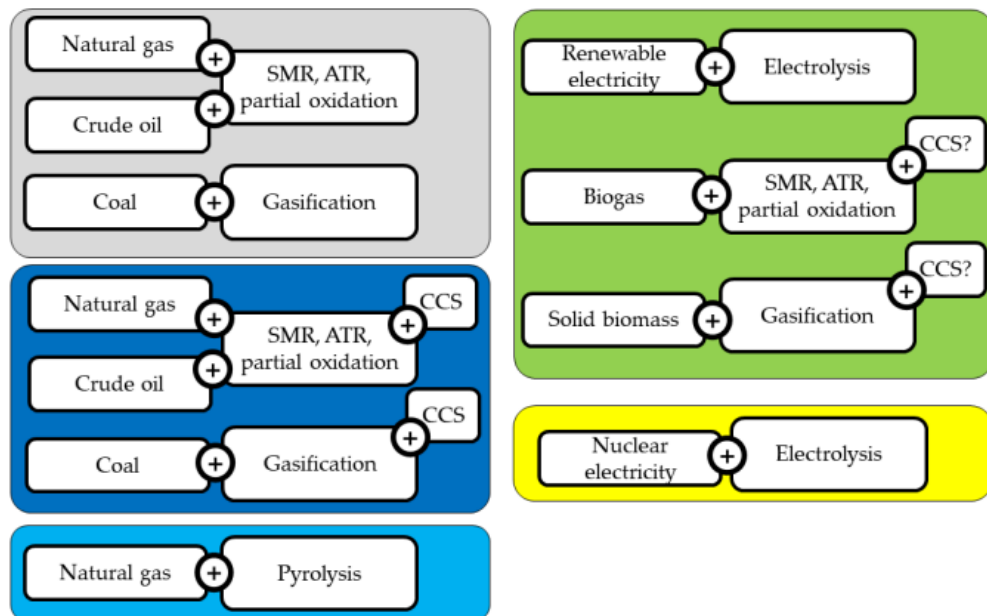 Natural gas
+
SMR, ATR,
partial oxidation
+
Crude oil
Coal
+
Gasification
Natural gas
+
CCS
+
SMR, ATR,
partial oxidation
Crude oil
+
CCS
+
Coal
+
Gasification
Natural gas
+
Pyrolysis
Renewable
electricity
+
Electrolysis
CCS?
+
Biogas
+
SMR, ATR,
partial oxidation
CCS?
+
Solid biomass
+
Gasification
Nuclear
electricity
+
Electrolysis